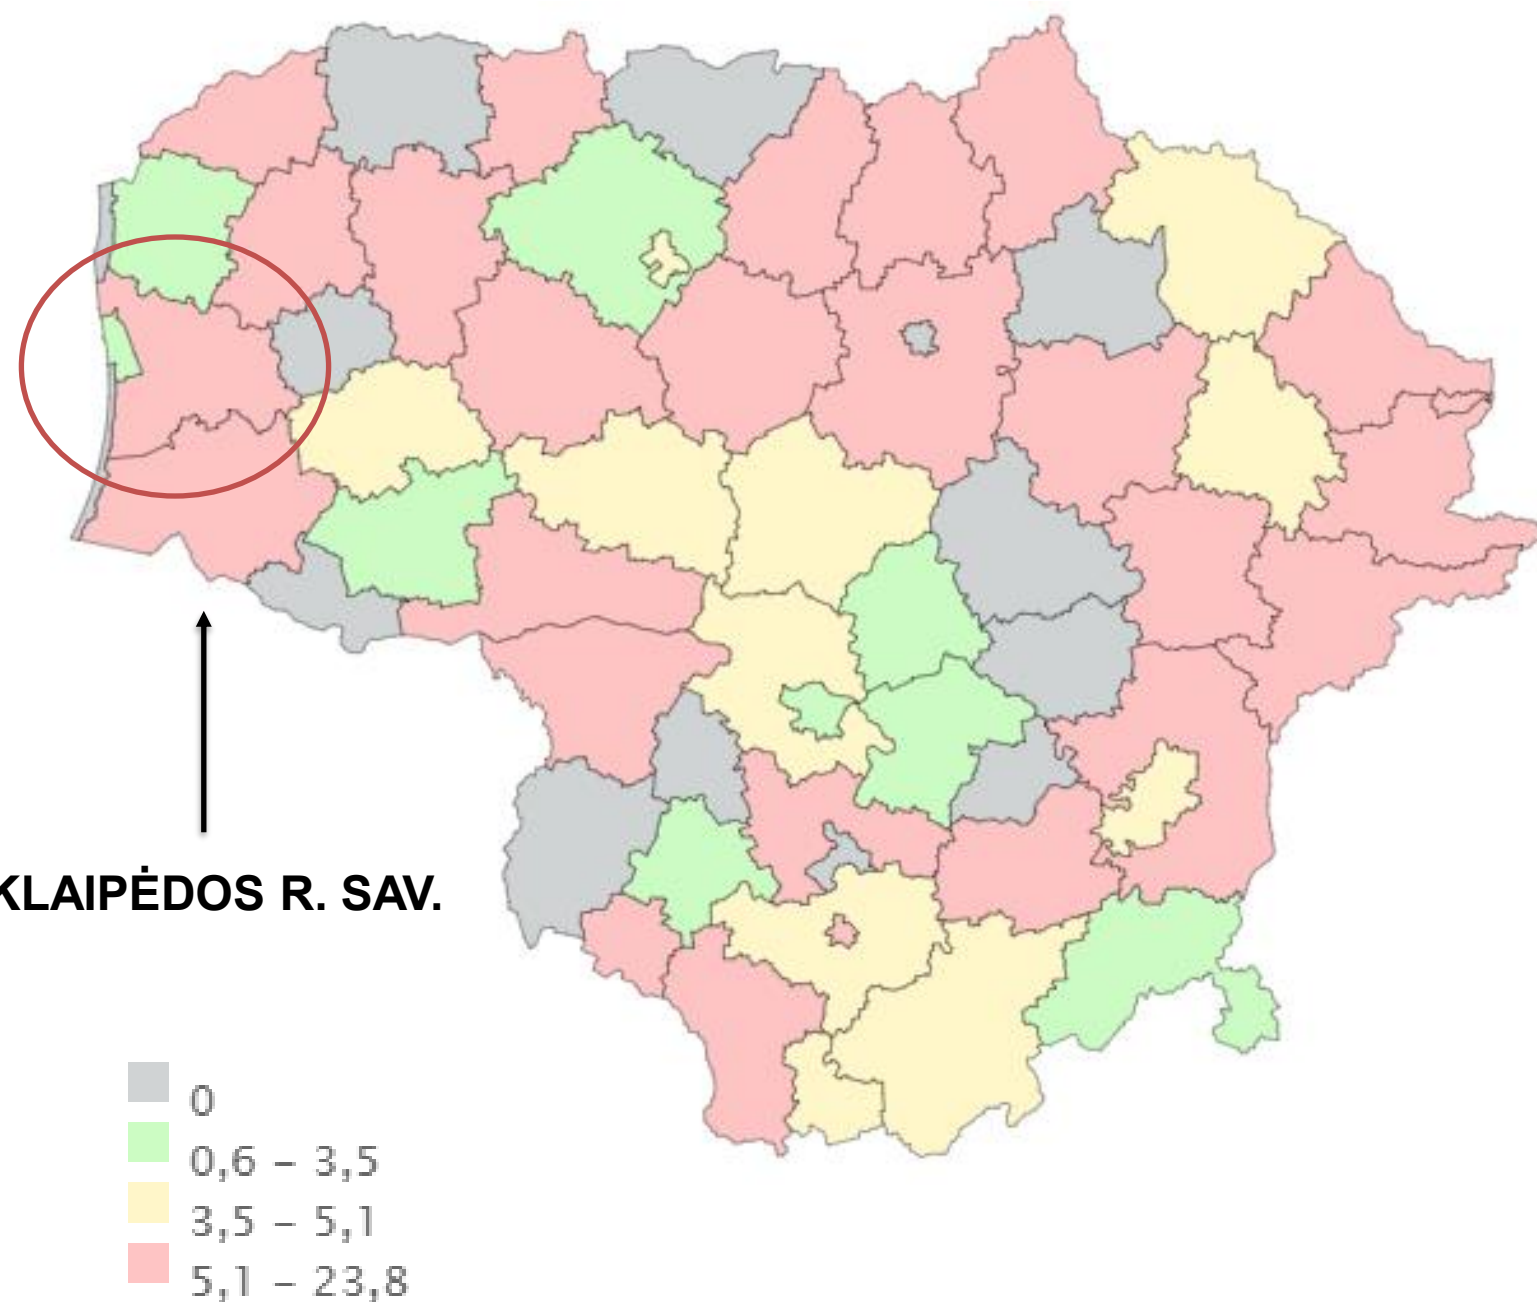 KLAIPĖDOS R. SAV.
0
0,6 – 3,5
3,5 – 5,1
5,1 – 23,8